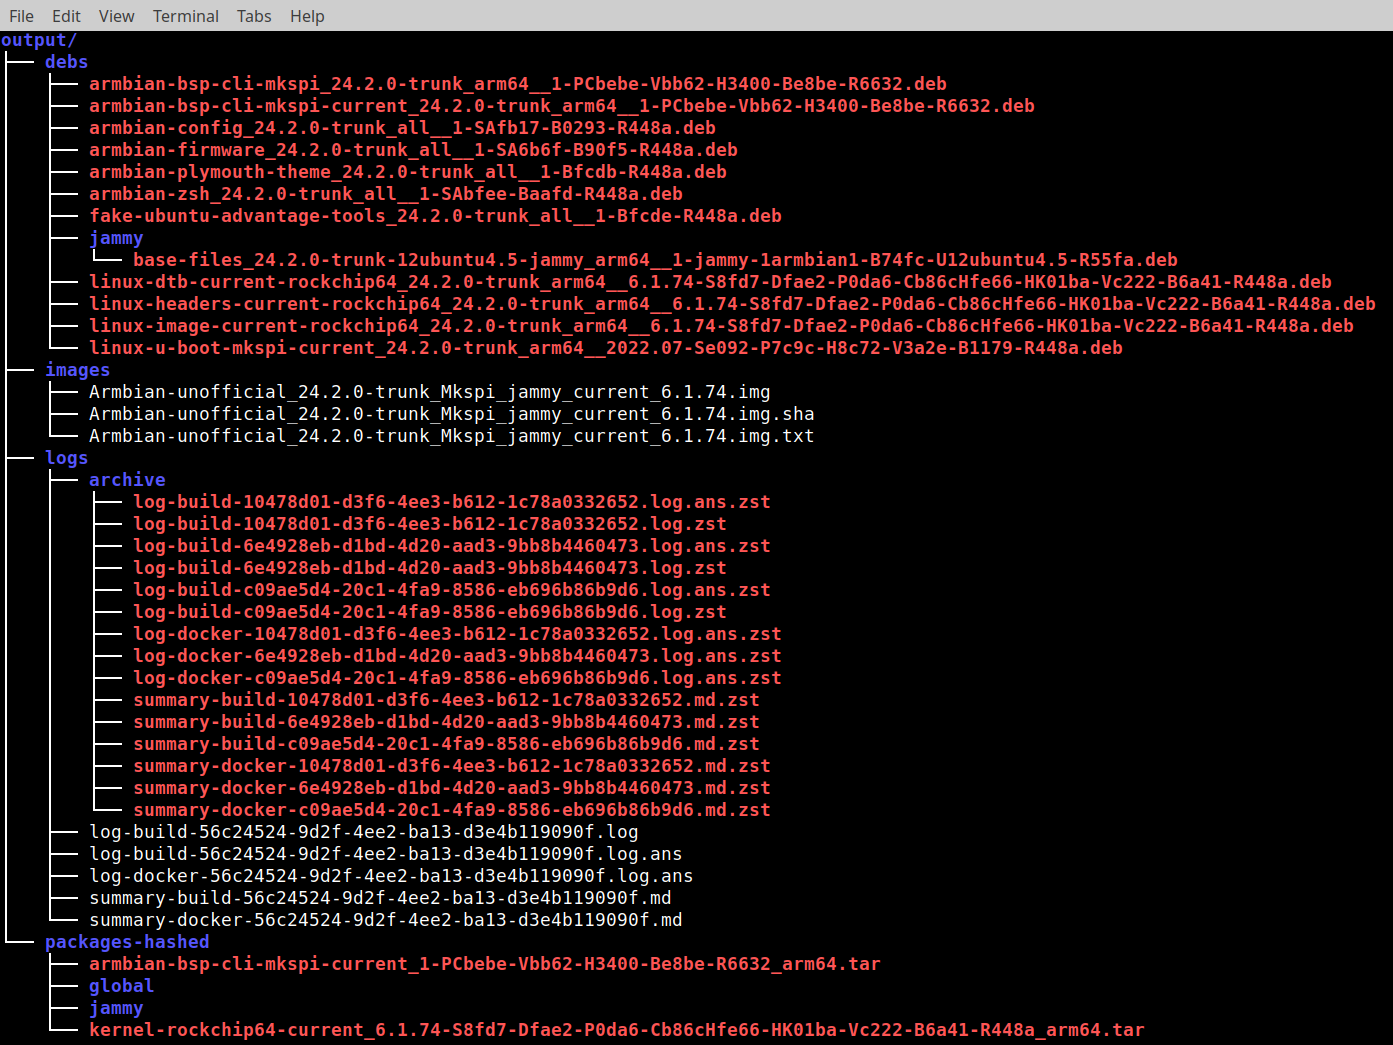 File Edit View Terminal Tabs Help
output/
├── debs
│   ├── armbian-bsp-cli-mkspi_24.2.0-trunk_arm64__1-PCbebe-Vbb62-H3400-Be8be-R6632.deb
│   ├── armbian-bsp-cli-mkspi-current_24.2.0-trunk_arm64__1-PCbebe-Vbb62-H3400-Be8be-R6632.deb
│   ├── armbian-config_24.2.0-trunk_all__1-SAfb17-B0293-R448a.deb
│   ├── armbian-firmware_24.2.0-trunk_all__1-SA6b6f-B90f5-R448a.deb
│   ├── armbian-plymouth-theme_24.2.0-trunk_all__1-Bfcdb-R448a.deb
│   ├── armbian-zsh_24.2.0-trunk_all__1-SAbfee-Baafd-R448a.deb
│   ├── fake-ubuntu-advantage-tools_24.2.0-trunk_all__1-Bfcde-R448a.deb
│   ├── jammy
│   │   └── base-files_24.2.0-trunk-12ubuntu4.5-jammy_arm64__1-jammy-1armbian1-B74fc-U12ubuntu4.5-R55fa.deb
│   ├── linux-dtb-current-rockchip64_24.2.0-trunk_arm64__6.1.74-S8fd7-Dfae2-P0da6-Cb86cHfe66-HK01ba-Vc222-B6a41-R448a.deb
│   ├── linux-headers-current-rockchip64_24.2.0-trunk_arm64__6.1.74-S8fd7-Dfae2-P0da6-Cb86cHfe66-HK01ba-Vc222-B6a41-R448a.deb
│   ├── linux-image-current-rockchip64_24.2.0-trunk_arm64__6.1.74-S8fd7-Dfae2-P0da6-Cb86cHfe66-HK01ba-Vc222-B6a41-R448a.deb
│   └── linux-u-boot-mkspi-current_24.2.0-trunk_arm64__2022.07-Se092-P7c9c-H8c72-V3a2e-B1179-R448a.deb
├── images
│   ├── Armbian-unofficial_24.2.0-trunk_Mkspi_jammy_current_6.1.74.img
│   ├── Armbian-unofficial_24.2.0-trunk_Mkspi_jammy_current_6.1.74.img.sha
│   └── Armbian-unofficial_24.2.0-trunk_Mkspi_jammy_current_6.1.74.img.txt
├── logs
│   ├── archive
│   │   ├── log-build-10478d01-d3f6-4ee3-b612-1c78a0332652.log.ans.zst
│   │   ├── log-build-10478d01-d3f6-4ee3-b612-1c78a0332652.log.zst
│   │   ├── log-build-6e4928eb-d1bd-4d20-aad3-9bb8b4460473.log.ans.zst
│   │   ├── log-build-6e4928eb-d1bd-4d20-aad3-9bb8b4460473.log.zst
│   │   ├── log-build-c09ae5d4-20c1-4fa9-8586-eb696b86b9d6.log.ans.zst
│   │   ├── log-build-c09ae5d4-20c1-4fa9-8586-eb696b86b9d6.log.zst
│   │   ├── log-docker-10478d01-d3f6-4ee3-b612-1c78a0332652.log.ans.zst
│   │   ├── log-docker-6e4928eb-d1bd-4d20-aad3-9bb8b4460473.log.ans.zst
│   │   ├── log-docker-c09ae5d4-20c1-4fa9-8586-eb696b86b9d6.log.ans.zst
│   │   ├── summary-build-10478d01-d3f6-4ee3-b612-1c78a0332652.md.zst
│   │   ├── summary-build-6e4928eb-d1bd-4d20-aad3-9bb8b4460473.md.zst
│   │   ├── summary-build-c09ae5d4-20c1-4fa9-8586-eb696b86b9d6.md.zst
│   │   ├── summary-docker-10478d01-d3f6-4ee3-b612-1c78a0332652.md.zst
│   │   ├── summary-docker-6e4928eb-d1bd-4d20-aad3-9bb8b4460473.md.zst
│   │   └── summary-docker-c09ae5d4-20c1-4fa9-8586-eb696b86b9d6.md.zst
│   ├── log-build-56c24524-9d2f-4ee2-ba13-d3e4b119090f.log
│   ├── log-build-56c24524-9d2f-4ee2-ba13-d3e4b119090f.log.ans
│   ├── log-docker-56c24524-9d2f-4ee2-ba13-d3e4b119090f.log.ans
│   ├── summary-build-56c24524-9d2f-4ee2-ba13-d3e4b119090f.md
│   └── summary-docker-56c24524-9d2f-4ee2-ba13-d3e4b119090f.md
└── packages-hashed
    ├── armbian-bsp-cli-mkspi-current_1-PCbebe-Vbb62-H3400-Be8be-R6632_arm64.tar
    ├── global
    ├── jammy
    └── kernel-rockchip64-current_6.1.74-S8fd7-Dfae2-P0da6-Cb86cHfe66-HK01ba-Vc222-B6a41-R448a_arm64.tar